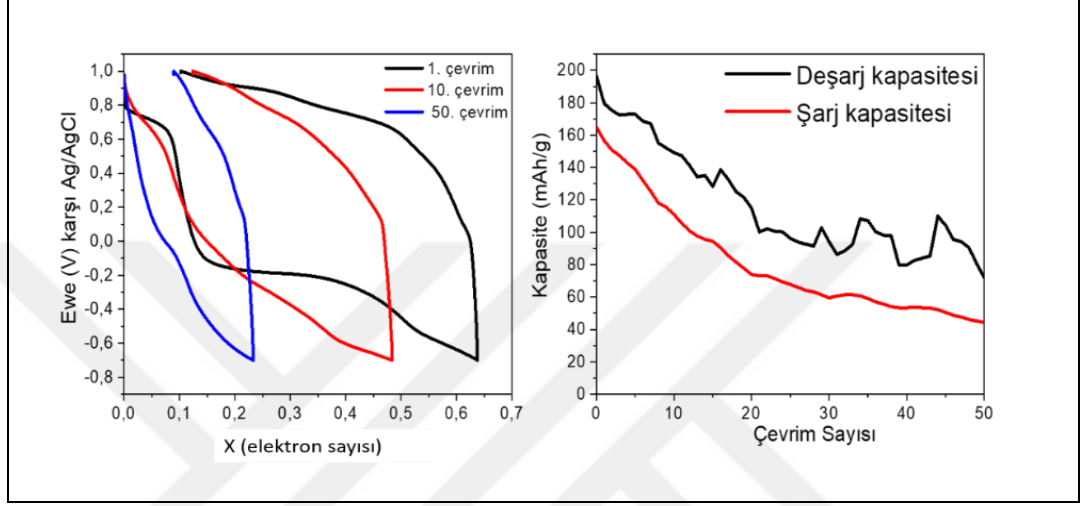 1,0
0,8
0,6
0,4
0,2
0,0
-0,2
-0,4
-0,6
-0,8
Ewe (V) karşı Ag/AgCl
1. çevrim
10. çevrim
50. çevrim
0,0 0,1 0,2 0,3 0,4 0,5 0,6 0,7
X (elektron sayısı)
200
180
160
140
120
100
80
60
40
20
0
Kapasite (mAh/g)
Deşarj kapasitesi
Şarj kapasitesi
0 10 20 30 40 50
Çevrim Sayısı